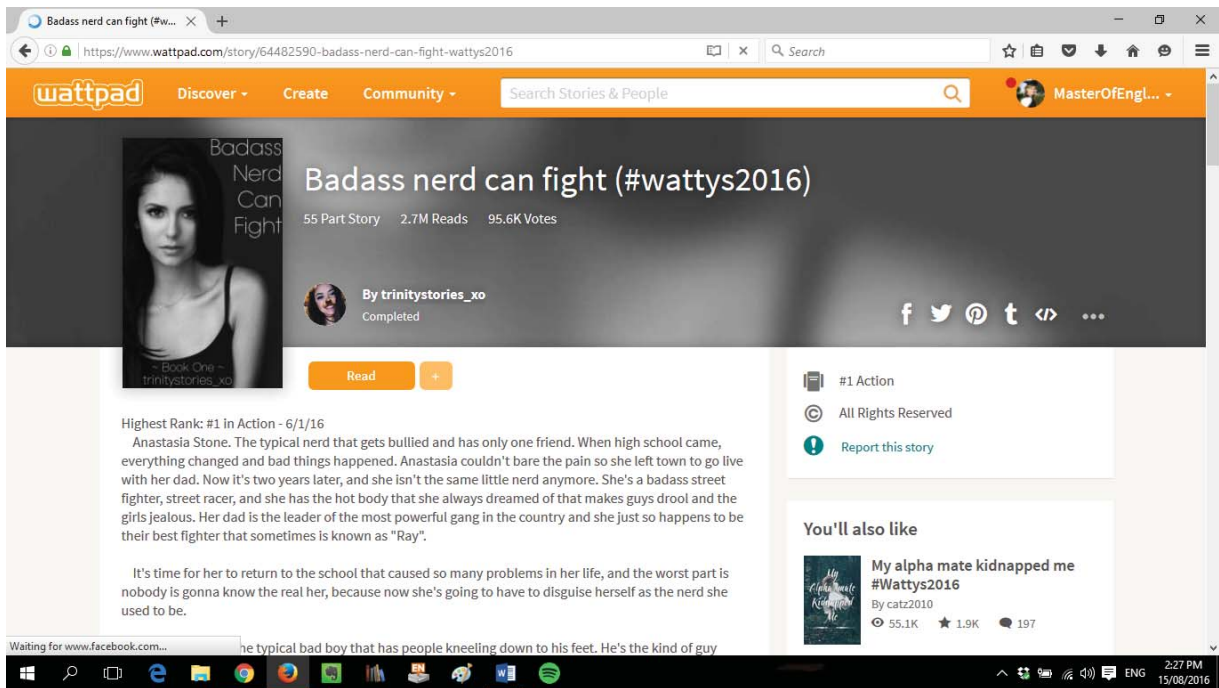 Badass nerd can fight (#w...
https://www.wattpad.com/story/64482590-badass-nerd-can-fight-wattys2016
Search
wattpad
Discover
Create
Community
Search Stories & People
MasterOfEngl...
Badass
Nerd
Can
Fight
~ Book One ~
trinitystories_xo
Badass nerd can fight (#wattys2016)
55 Part Story 2.7M Reads 95.6K Votes
By trinitystories_xo
Completed
Read
+
Highest Rank: #1 in Action - 6/1/16
Anastasia Stone. The typical nerd that gets bullied and has only one friend. When high school came,
everything changed and bad things happened. Anastasia couldn't bare the pain so she left town to go live
with her dad. Now it's two years later, and she isn't the same little nerd anymore. She's a badass street
fighter, street racer, and she has the hot body that she always dreamed of that makes guys drool and the
girls jealous. Her dad is the leader of the most powerful gang in the country and she just so happens to be
their best fighter that sometimes is known as "Ray".
It's time for her to return to the school that caused so many problems in her life, and the worst part is
nobody is gonna know the real her, because now she's going to have to disguise herself as the nerd she
used to be.
he typical bad boy that has people kneeling down to his feet. He's the kind of guy
#1 Action
All Rights Reserved
Report this story
You'll also like
My
Alpha Mate
Kidnapped
Me
My alpha mate kidnapped me
#Wattys2016
By catz2010
55.1K 1.9K 197
Waiting for www.facebook.com...
EN
ENG
2:27 PM
15/08/2016